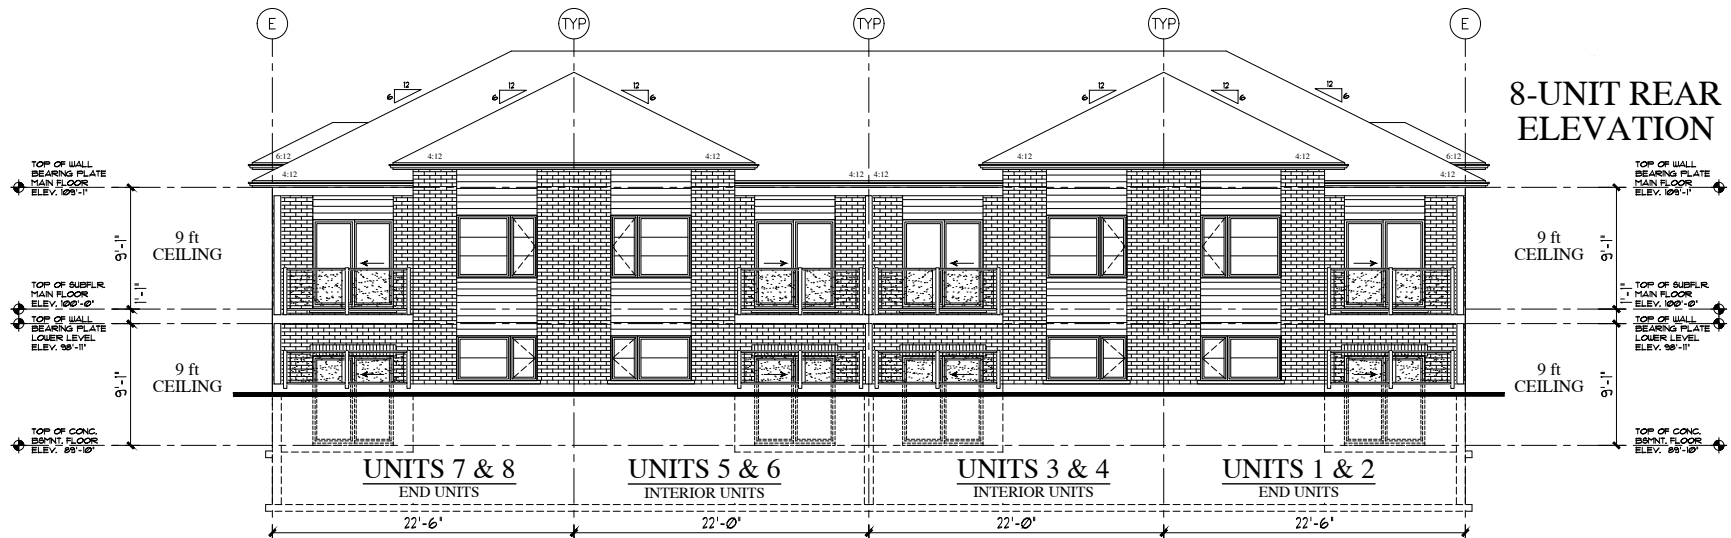 E
TYP
TYP
TYP
E
12
6
12
6
12
6
12
6
12
6
12
6
8-UNIT REAR
ELEVATION
6:12
4:12
4:12
4:12
4:12
4:12
4:12
4:12
6:12
4:12
TOP OF WALL
BEARING PLATE
MAIN FLOOR
ELEV. 109'-1"
9'-1"
9 ft
CEILING
TOP OF SUBFLR.
MAIN FLOOR
ELEV. 100'-0"
1'-1"
TOP OF WALL
BEARING PLATE
LOWER LEVEL
ELEV. 98'-11"
9'-1"
9 ft
CEILING
TOP OF CONC.
BSMNT. FLOOR
ELEV. 89'-10"
9 ft
CEILING
9'-1"
TOP OF WALL
BEARING PLATE
MAIN FLOOR
ELEV. 109'-1"
TOP OF SUBFLR.
MAIN FLOOR
ELEV. 100'-0"
TOP OF WALL
BEARING PLATE
LOWER LEVEL
ELEV. 98'-11"
9 ft
CEILING
9'-1"
TOP OF CONC.
BSMNT. FLOOR
ELEV. 89'-10"
UNITS 7 & 8
END UNITS
UNITS 5 & 6
INTERIOR UNITS
UNITS 3 & 4
INTERIOR UNITS
UNITS 1 & 2
END UNITS
22'-6"
22'-0"
22'-0"
22'-6"